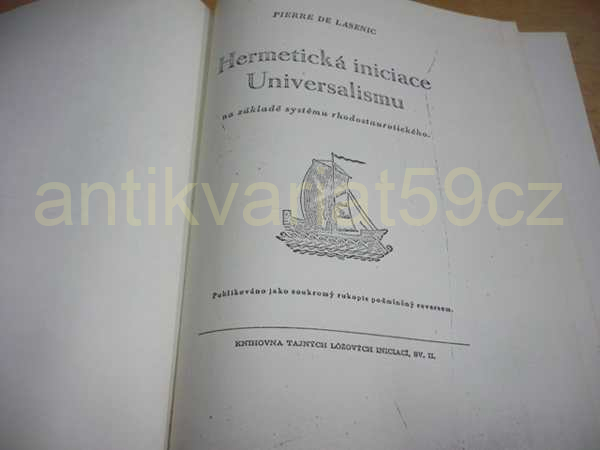 PIERRE DE LASENIC
Hermetická iniciace
Universalismu
na základě systému rhodostaurotického.
antikvariat59cz
Publikováno jako soukromý rukopis podmíněný reversem.
KNIHOVNA TAJNÝCH LÓŽOVÝCH INICIACÍ, SV. II.